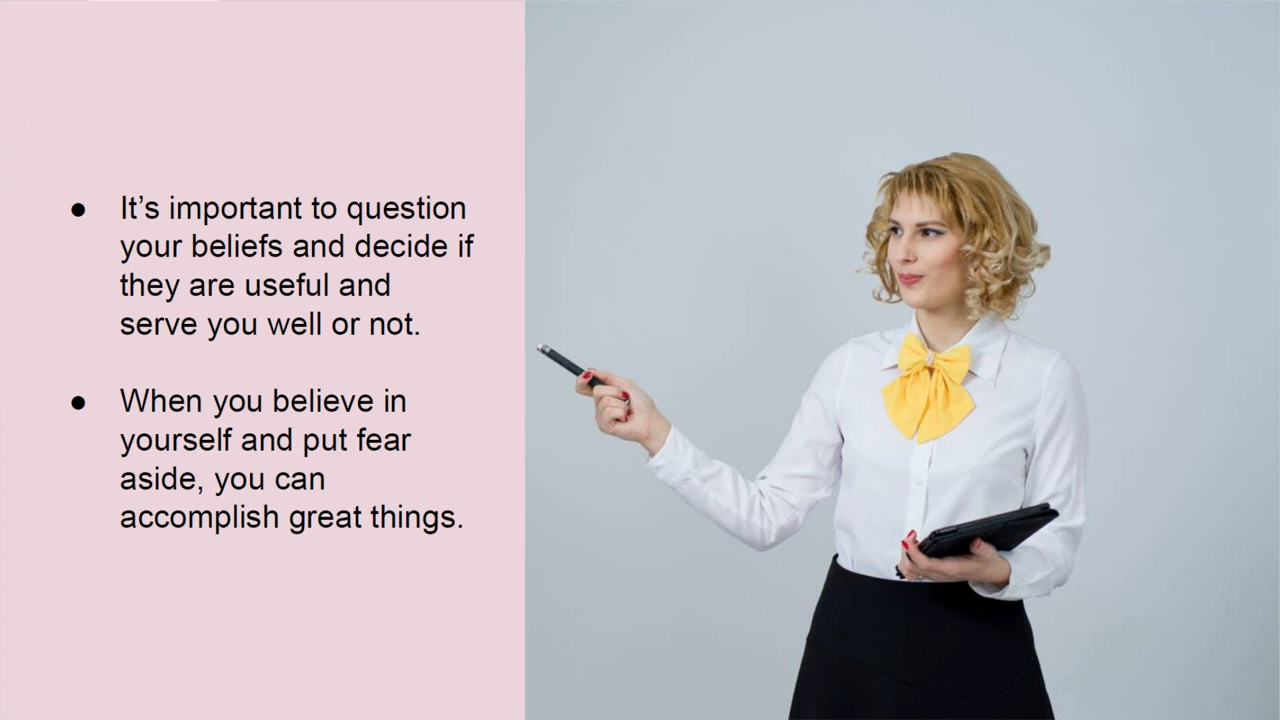 ● It’s important to question
your beliefs and decide if
they are useful and
serve you well or not.
● When you believe in
yourself and put fear
aside, you can
accomplish great things.